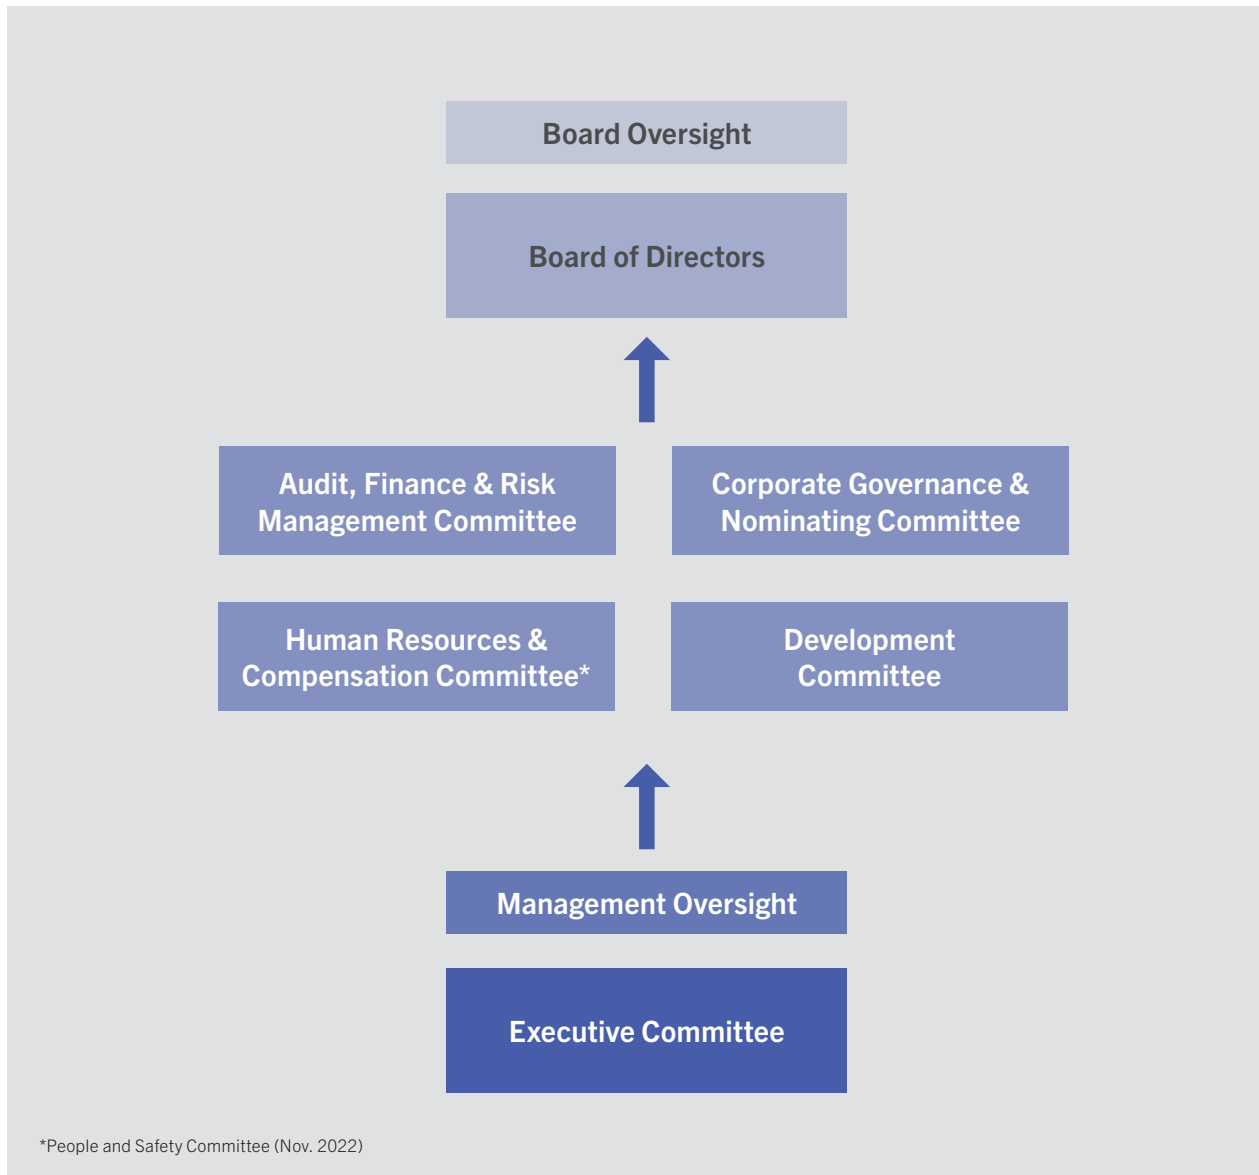 Board Oversight
Board of Directors
Audit, Finance & Risk
Management Committee
Corporate Governance &
Nominating Committee
Human Resources &
Compensation Committee*
Development
Committee
Management Oversight
Executive Committee
*People and Safety Committee (Nov. 2022)